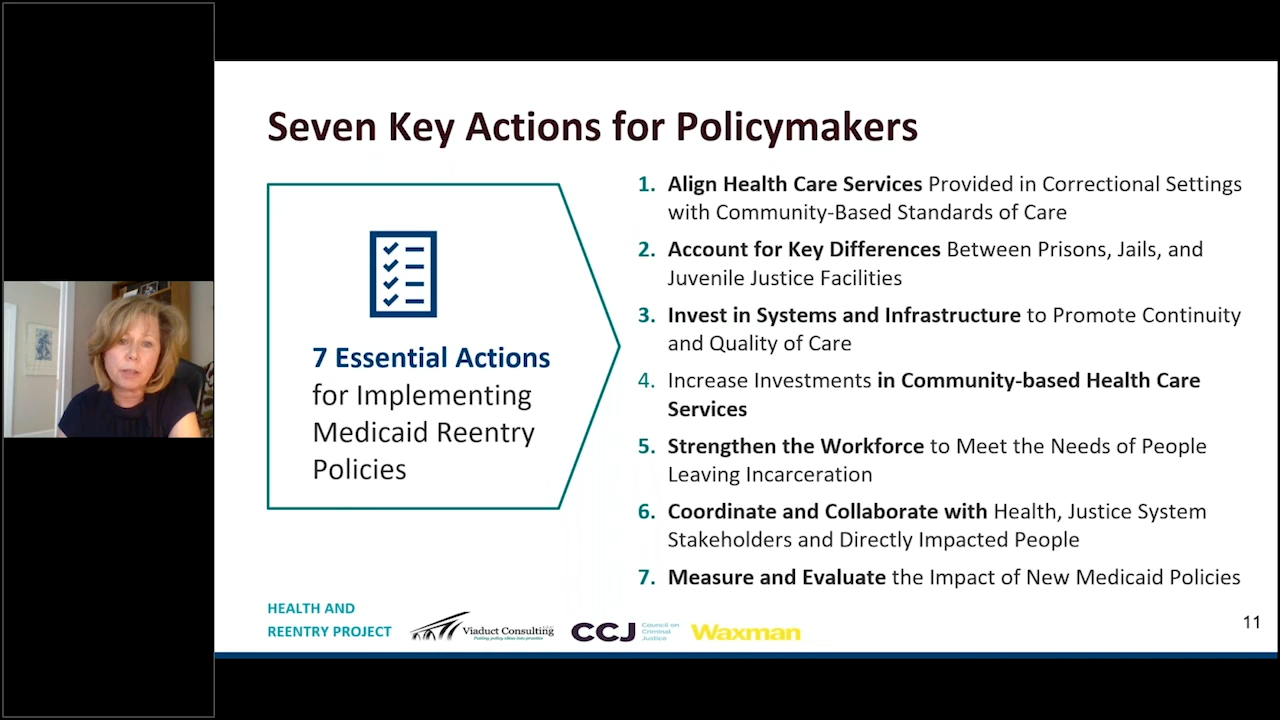 Seven Key Actions for Policymakers
7 Essential Actions
for Implementing
Medicaid Reentry
Policies
1. Align Health Care Services Provided in Correctional Settings
with Community-Based Standards of Care
2. Account for Key Differences Between Prisons, Jails, and
Juvenile Justice Facilities
3. Invest in Systems and Infrastructure to Promote Continuity
and Quality of Care
4. Increase Investments in Community-based Health Care
Services
5. Strengthen the Workforce to Meet the Needs of People
Leaving Incarceration
6. Coordinate and Collaborate with Health, Justice System
Stakeholders and Directly Impacted People
7. Measure and Evaluate the Impact of New Medicaid Policies
HEALTH AND
REENTRY PROJECT
Viaduct Consulting
Putting policy ideas into practice
CCJ
Council on
Criminal
Justice
Waxman
11